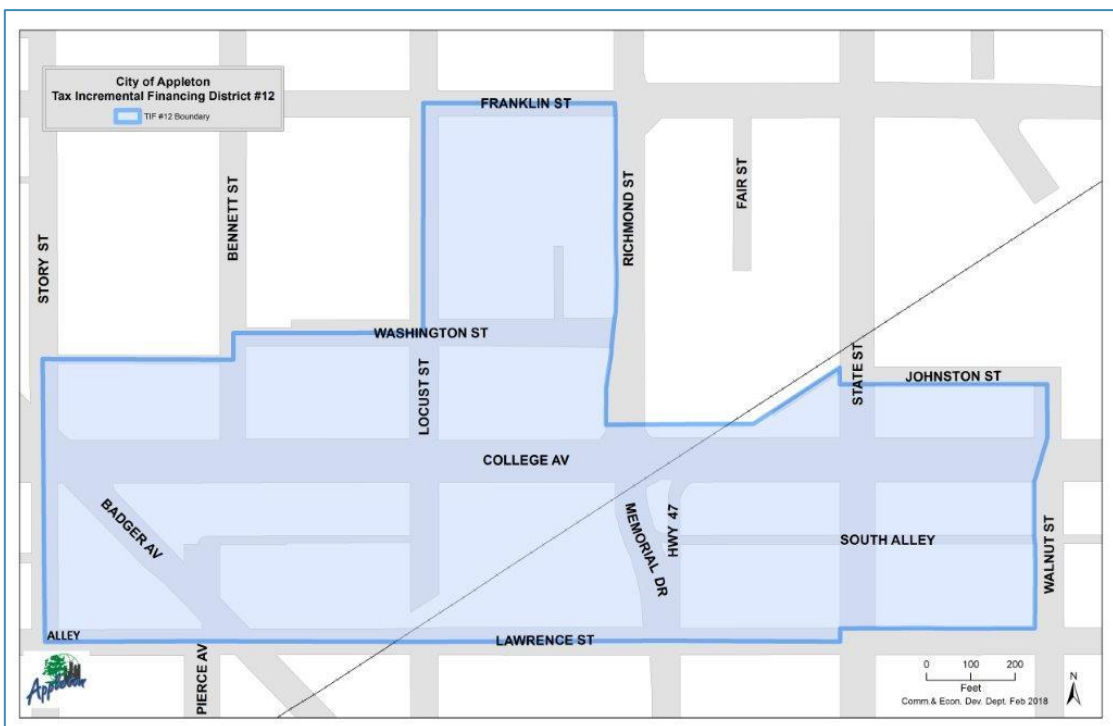 City of Appleton
Tax Incremental Financing District #12
TIF #12 Boundary
FRANKLIN ST
STORY ST
BENNETT ST
RICHMOND ST
FAIR ST
WASHINGTON ST
LOCUST ST
STATE ST
JOHNSTON ST
COLLEGE AV
BADGER AV
MEMORIAL DR
HWY 47
SOUTH ALLEY
WALNUT ST
ALLEY
LAWRENCE ST
PIERCE AV
Appleton
0 100 200
Feet
N
Comm.& Econ. Dev. Dept. Feb 2018